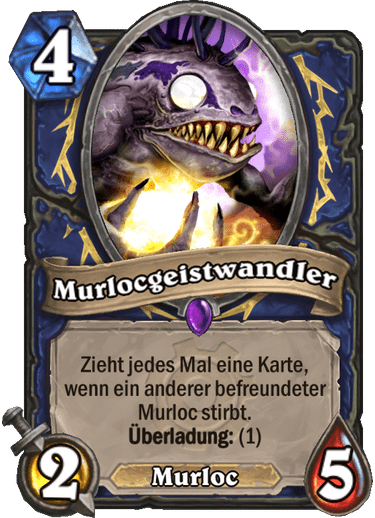 4
Murlocgeistwandler
Zieht jedes Mal eine Karte,
wenn ein anderer befreundeter
Murloc stirbt.
Überladung: (1)
2
Murloc
5